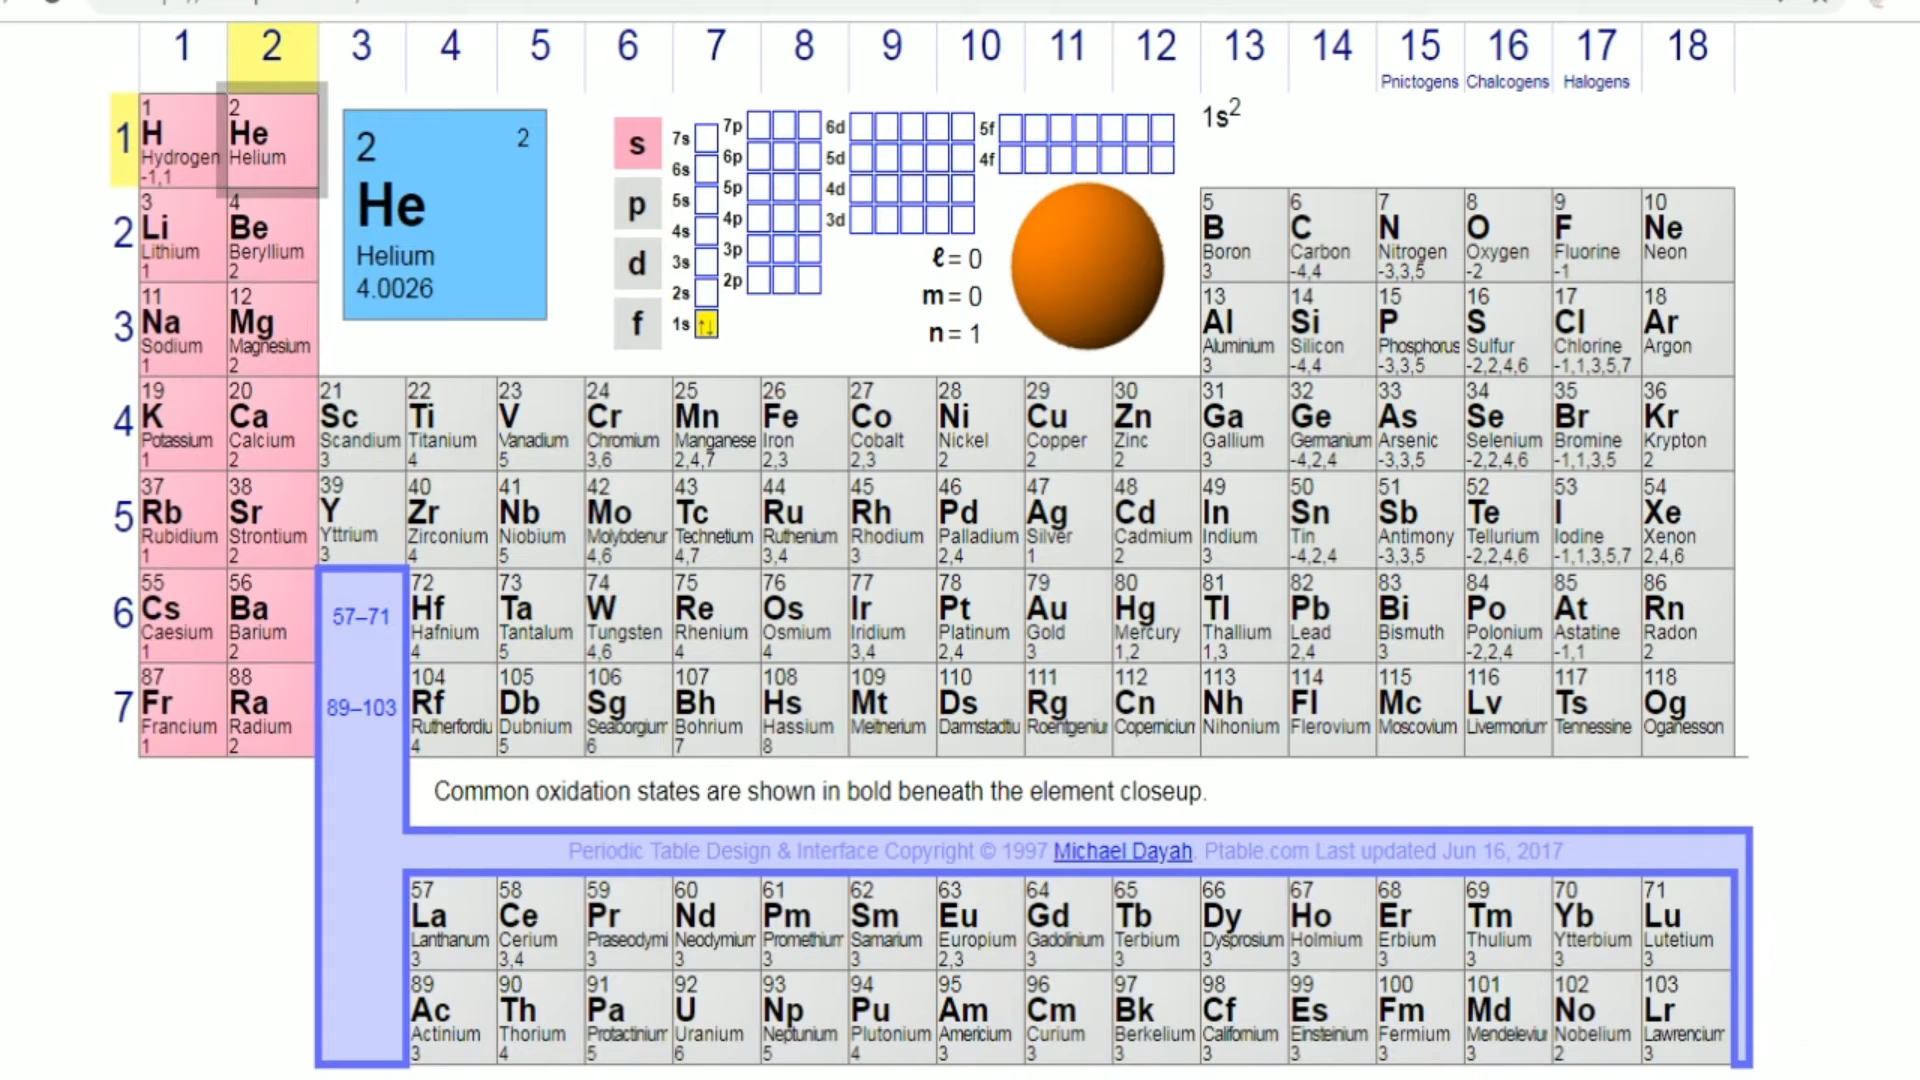 1 2 3 4 5 6 7 8 9 10 11 12 13 14 15 16 17 18
Pnictogens Chalcogens Halogens
1
1 H Hydrogen -1,1
2 He Helium
2 2
He
Helium
4.0026
s
p
d
f
7s
6s
5s
4s
3s
2s
1s ↑↓
7p
6p
5p
4p
3p
2p
6d
5d
4d
3d
5f
4f
ℓ = 0
m = 0
n = 1
1s²
2
3 Li Lithium 1
4 Be Beryllium 2
5 B Boron 3
6 C Carbon -4,4
7 N Nitrogen -3,3,5
8 O Oxygen -2
9 F Fluorine -1
10 Ne Neon
3
11 Na Sodium 1
12 Mg Magnesium 2
13 Al Aluminium 3
14 Si Silicon -4,4
15 P Phosphorus -3,3,5
16 S Sulfur -2,2,4,6
17 Cl Chlorine -1,1,3,5,7
18 Ar Argon
4
19 K Potassium 1
20 Ca Calcium 2
21 Sc Scandium 3
22 Ti Titanium 4
23 V Vanadium 5
24 Cr Chromium 3,6
25 Mn Manganese 2,4,7
26 Fe Iron 2,3
27 Co Cobalt 2,3
28 Ni Nickel 2
29 Cu Copper 2
30 Zn Zinc 2
31 Ga Gallium 3
32 Ge Germanium -4,2,4
33 As Arsenic -3,3,5
34 Se Selenium -2,2,4,6
35 Br Bromine -1,1,3,5
36 Kr Krypton 2
5
37 Rb Rubidium 1
38 Sr Strontium 2
39 Y Yttrium 3
40 Zr Zirconium 4
41 Nb Niobium 5
42 Mo Molybdenur 4,6
43 Tc Technetium 4,7
44 Ru Ruthenium 3,4
45 Rh Rhodium 3
46 Pd Palladium 2,4
47 Ag Silver 1
48 Cd Cadmium 2
49 In Indium 3
50 Sn Tin -4,2,4
51 Sb Antimony -3,3,5
52 Te Tellurium -2,2,4,6
53 I Iodine -1,1,3,5,7
54 Xe Xenon 2,4,6
6
55 Cs Caesium 1
56 Ba Barium 2
57–71
72 Hf Hafnium 4
73 Ta Tantalum 5
74 W Tungsten 4,6
75 Re Rhenium 4
76 Os Osmium 4
77 Ir Iridium 3,4
78 Pt Platinum 2,4
79 Au Gold 3
80 Hg Mercury 1,2
81 Tl Thallium 1,3
82 Pb Lead 2,4
83 Bi Bismuth 3
84 Po Polonium -2,2,4
85 At Astatine -1,1
86 Rn Radon 2
7
87 Fr Francium 1
88 Ra Radium 2
89–103
104 Rf Rutherfordiu 4
105 Db Dubnium 5
106 Sg Seaborgium 6
107 Bh Bohrium 7
108 Hs Hassium 8
109 Mt Meitnerium
110 Ds Darmstadtiu
111 Rg Roentgeniur
112 Cn Coperniciun
113 Nh Nihonium
114 Fl Flerovium
115 Mc Moscovium
116 Lv Livermorium
117 Ts Tennessine
118 Og Oganesson
Common oxidation states are shown in bold beneath the element closeup.
Periodic Table Design & Interface Copyright © 1997 Michael Dayah. Ptable.com Last updated Jun 16, 2017
57 La Lanthanum 3
58 Ce Cerium 3,4
59 Pr Praseodymi 3
60 Nd Neodymiur 3
61 Pm Promethiur 3
62 Sm Samarium 3
63 Eu Europium 2,3
64 Gd Gadolinium 3
65 Tb Terbium 3
66 Dy Dysprosium 3
67 Ho Holmium 3
68 Er Erbium 3
69 Tm Thulium 3
70 Yb Ytterbium 3
71 Lu Lutetium 3
89 Ac Actinium 3
90 Th Thorium 4
91 Pa Protactiniur 5
92 U Uranium 6
93 Np Neptunium 5
94 Pu Plutonium 4
95 Am Americium 3
96 Cm Curium 3
97 Bk Berkelium 3
98 Cf Californium 3
99 Es Einsteinium 3
100 Fm Fermium 3
101 Md Mendeleviur 3
102 No Nobelium 2
103 Lr Lawrenciur 3